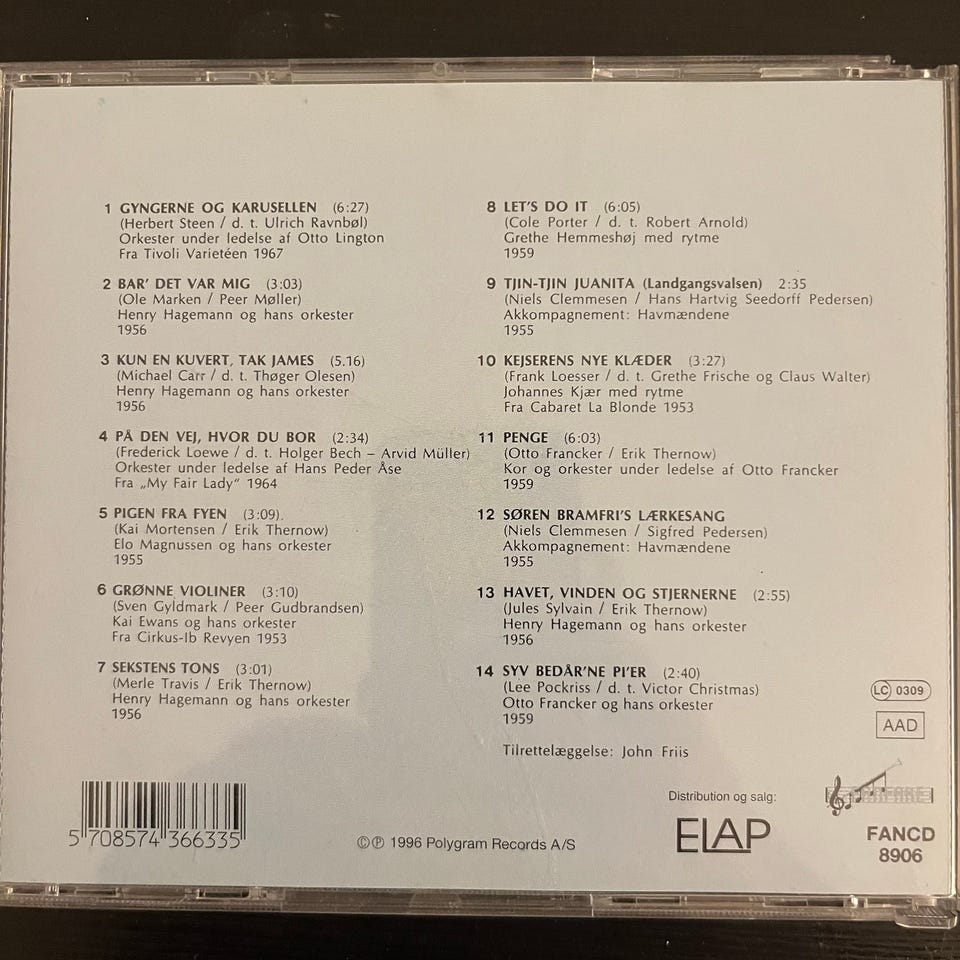 1 GYNGERNE OG KARUSELLEN (6:27)
(Herbert Steen / d. t. Ulrich Ravnbøl)
Orkester under ledelse af Otto Lington
Fra Tivoli Varietéen 1967
2 BAR' DET VAR MIG (3:03)
(Ole Marken / Peer Møller)
Henry Hagemann og hans orkester
1956
3 KUN EN KUVERT, TAK JAMES (5.16)
(Michael Carr / d. t. Thøger Olesen)
Henry Hagemann og hans orkester
1956
4 PÅ DEN VEJ, HVOR DU BOR (2:34)
(Frederick Loewe / d. t. Holger Bech – Arvid Müller)
Orkester under ledelse af Hans Peder Åse
Fra „My Fair Lady" 1964
5 PIGEN FRA FYEN (3:09).
(Kai Mortensen / Erik Thernow)
Elo Magnussen og hans orkester
1955
6 GRØNNE VIOLINER (3:10)
(Sven Gyldmark / Peer Gudbrandsen)
Kai Ewans og hans orkester
Fra Cirkus-Ib Revyen 1953
7 SEKSTENS TONS (3:01)
(Merle Travis / Erik Thernow)
Henry Hagemann og hans orkester
1956
8 LET'S DO IT (6:05)
(Cole Porter / d. t. Robert Arnold)
Grethe Hemmeshøj med rytme
1959
9 TJIN-TJIN JUANITA (Landgangsvalsen) 2:35
(Niels Clemmesen / Hans Hartvig Seedorff Pedersen)
Akkompagnement: Havmændene
1955
10 KEJSERENS NYE KLÆDER (3:27)
(Frank Loesser / d. t. Grethe Frische og Claus Walter)
Johannes Kjær med rytme
Fra Cabaret La Blonde 1953
11 PENGE (6:03)
(Otto Francker / Erik Thernow)
Kor og orkester under ledelse af Otto Francker
1959
12 SØREN BRAMFRI'S LÆRKESANG
(Niels Clemmesen / Sigfred Pedersen)
Akkompagnement: Havmændene
1955
13 HAVET, VINDEN OG STJERNERNE (2:55)
(Jules Sylvain / Erik Thernow)
Henry Hagemann og hans orkester
1956
14 SYV BEDÅR'NE PI'ER (2:40)
(Lee Pockriss / d. t. Victor Christmas)
Otto Francker og hans orkester
1959
Tilrettelæggelse: John Friis
LC 0309
AAD
5 708574 366335
©℗ 1996 Polygram Records A/S
Distribution og salg:
ELAP
FANFARE
FANCD
8906